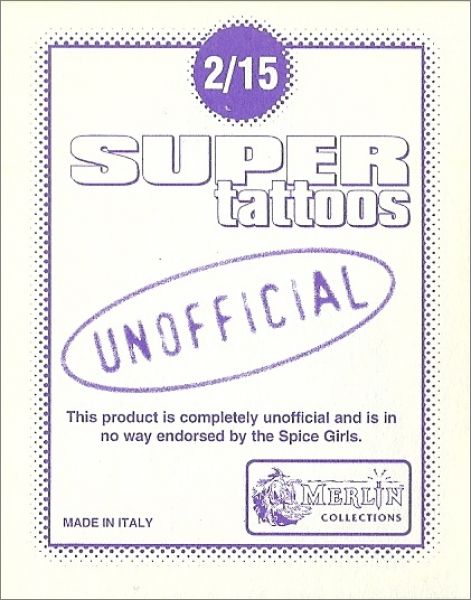 2/15
SUPER
tattoos
UNOFFICIAL
This product is completely unofficial and is in
no way endorsed by the Spice Girls.
MERLIN
COLLECTIONS
MADE IN ITALY